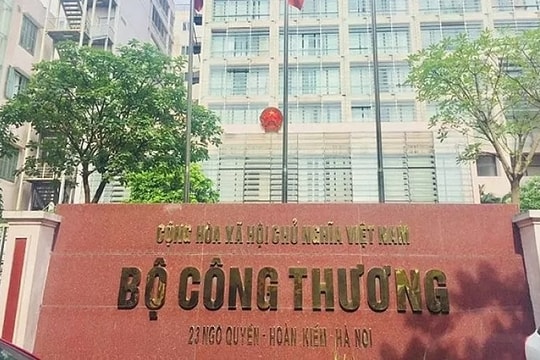 CỘNG HÒA XÃ HỘI CHỦ NGHĨA VIỆT NAM
BỘ CÔNG THƯƠNG
23 NGÔ QUYỀN - HOÀN KIẾM - HÀ NỘI